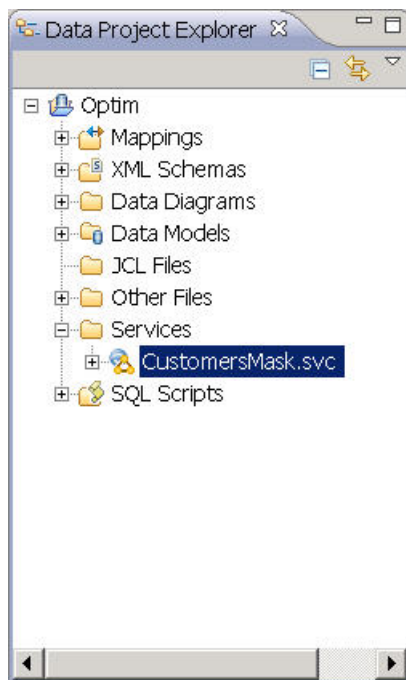 Data Project Explorer
Optim
Mappings
XML Schemas
Data Diagrams
Data Models
JCL Files
Other Files
Services
CustomersMask.svc
SQL Scripts